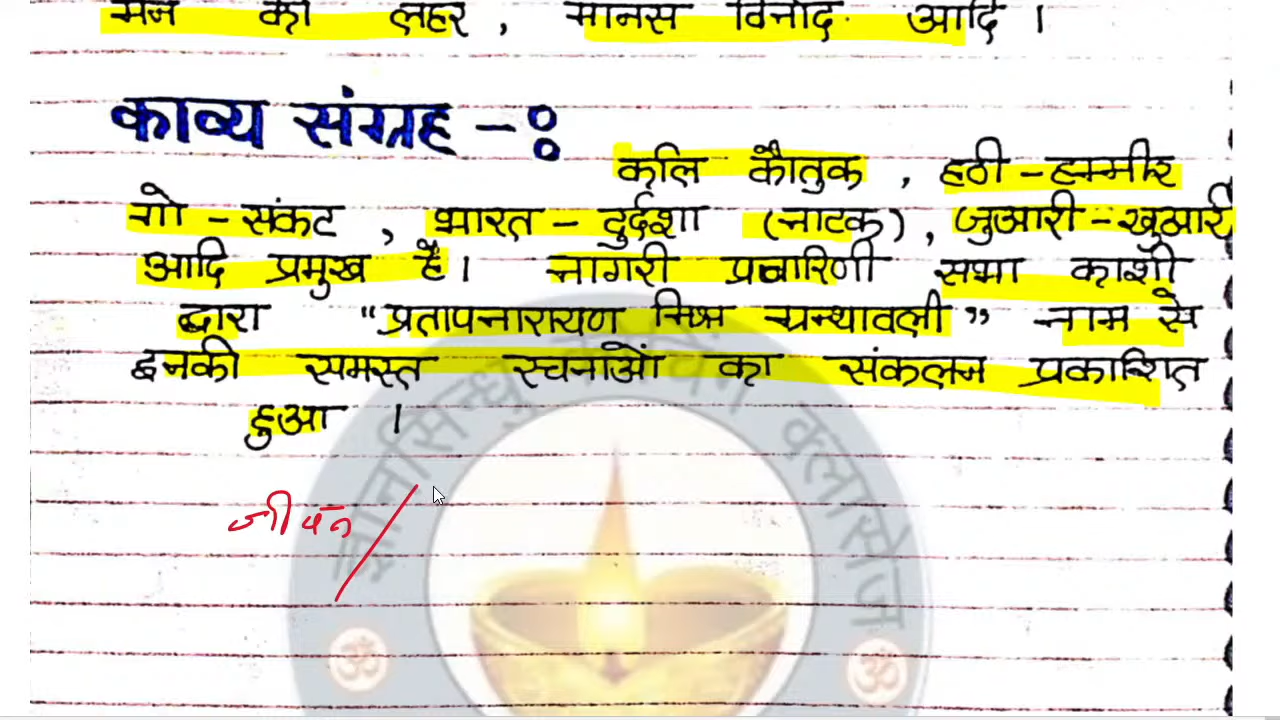 मन की लहर , मानस विनोद आदि ।
काव्य संग्रह -:
कलि कौतुक , हठी - हम्मीर
गो - संकट , भारत - दुर्दशा (नाटक) , जुआरी - खुआरी
आदि प्रमुख है। नागरी प्रचारिणी सभा काशी
द्वारा “प्रतापनारायण मिश्र ग्रन्थावली” नाम से
इनकी समस्त रचनाओं का संकलन प्रकाशित
हुआ ।
जीवन /
ज्ञानसिंधु कोचिंग क्लासेज
ॐ ॐ